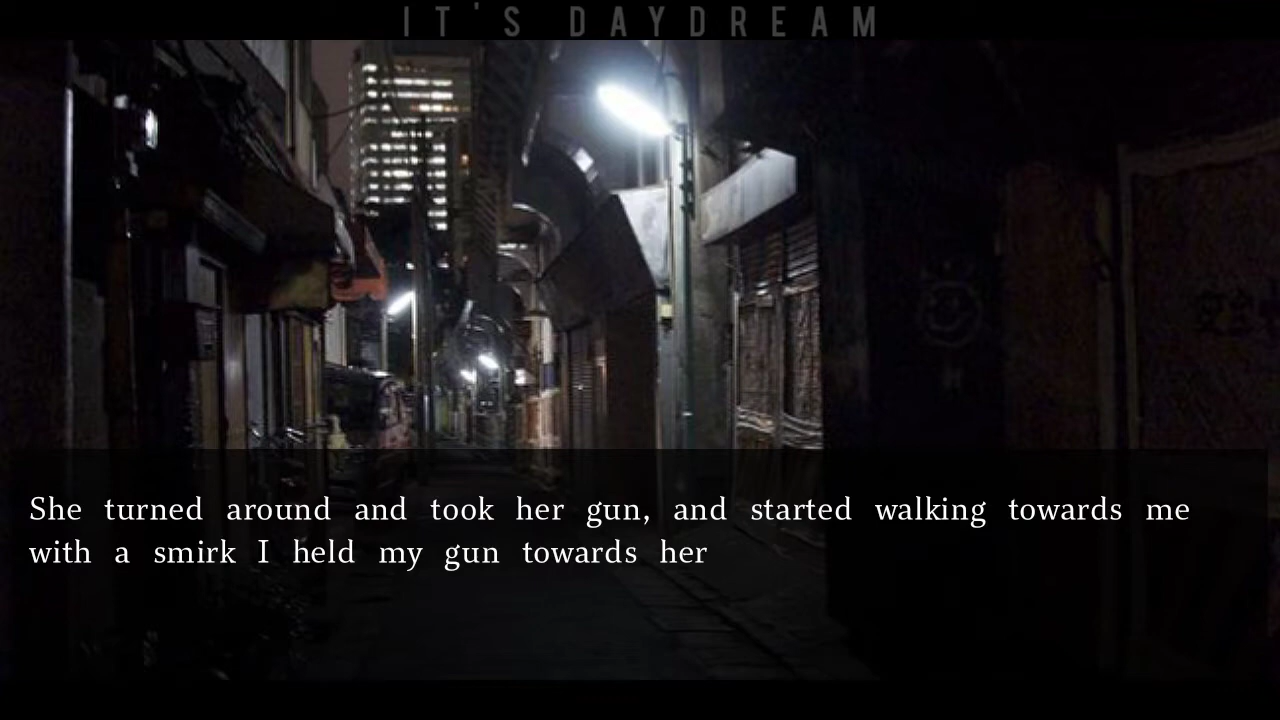 IT'S DAYDREAM
She turned around and took her gun, and started walking towards me
with a smirk I held my gun towards her